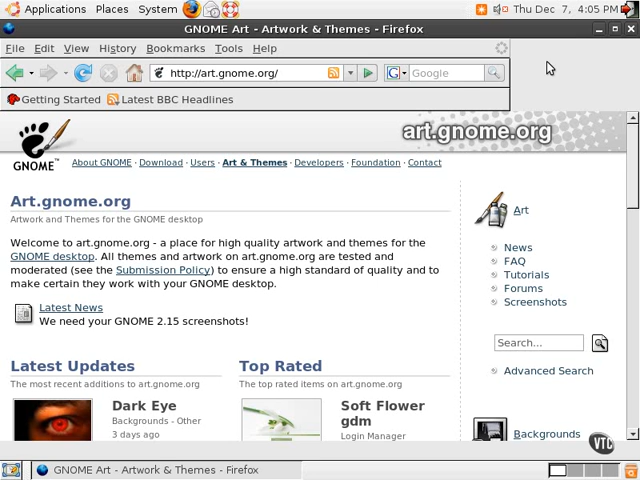 Applications Places System Thu Dec 7, 4:05 PM
GNOME Art - Artwork & Themes - Firefox
File Edit View History Bookmarks Tools Help
http://art.gnome.org/ G Google
Getting Started Latest BBC Headlines
art.gnome.org
GNOME™
About GNOME · Download · Users · Art & Themes · Developers · Foundation · Contact
Art.gnome.org
Artwork and Themes for the GNOME desktop
Welcome to art.gnome.org - a place for high quality artwork and themes for the
GNOME desktop. All themes and artwork on art.gnome.org are tested and
moderated (see the Submission Policy) to ensure a high standard of quality and to
make certain they work with your GNOME desktop.
Latest News
We need your GNOME 2.15 screenshots!
Latest Updates
The most recent additions to art.gnome.org
Dark Eye
Backgrounds - Other
3 days ago
Top Rated
The top rated items on art.gnome.org
Soft Flower
gdm
Login Manager
Art
News
FAQ
Tutorials
Forums
Screenshots
Search...
Advanced Search
Backgrounds
VTC
GNOME Art - Artwork & Themes - Firefox